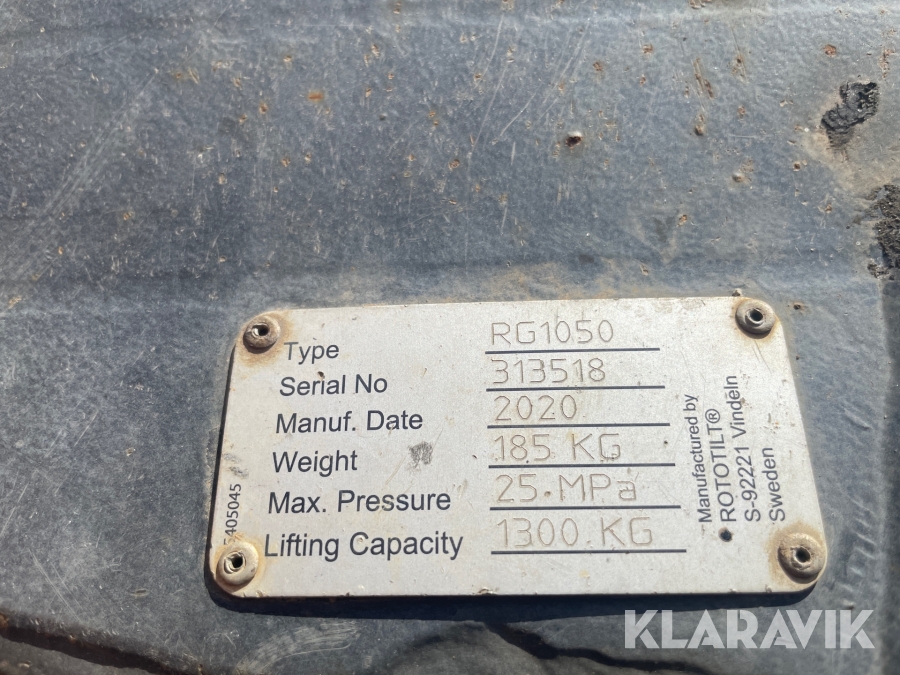 Type RG1050
Serial No 313518
Manuf. Date 2020
Weight 185 KG
Max. Pressure 25.MPa
Lifting Capacity 1300.KG
Manufactured by
ROTOTILT®
S-92221 Vindeln
Sweden
405045
KLARAVIK